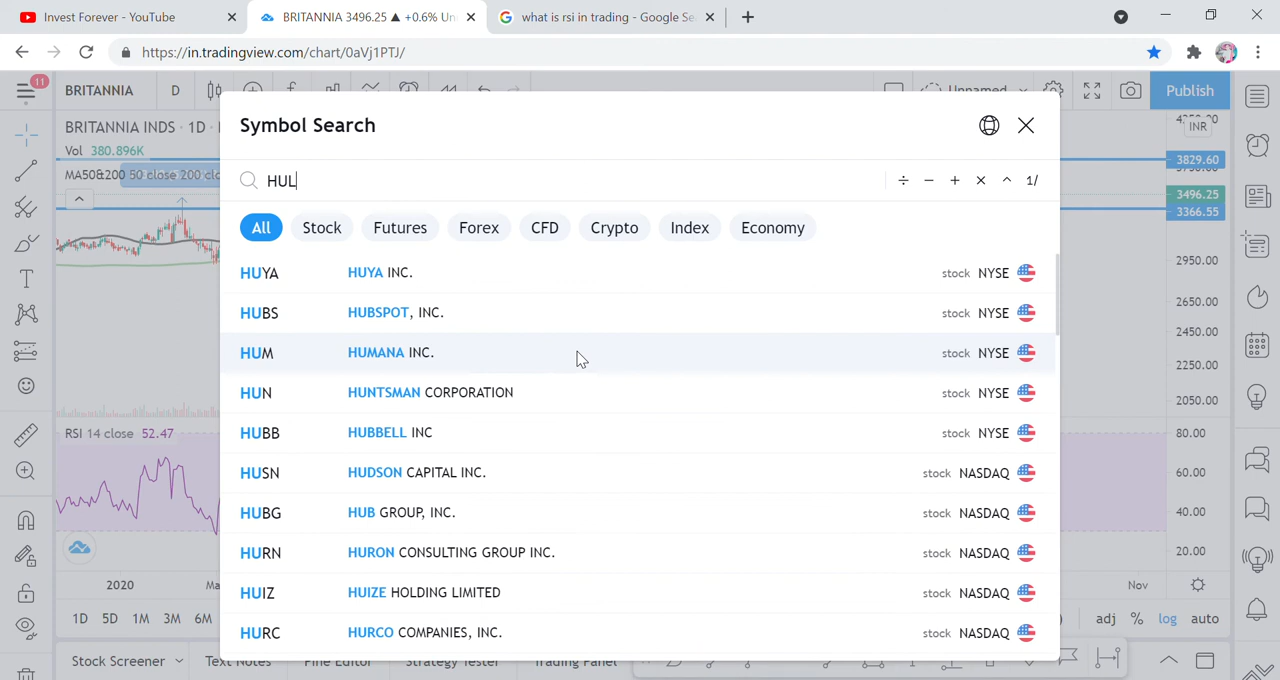 Invest Forever - YouTube
BRITANNIA 3496.25 ▲ +0.6% Un
what is rsi in trading - Google Se
https://in.tradingview.com/chart/0aVj1PTJ/
11
BRITANNIA
D
Unnamed
Publish
BRITANNIA INDS · 1D ·
Vol 380.896K
MA50&200 50 close 200 clo
Symbol Search
HUL
÷ − + × ^ 1/
All
Stock
Futures
Forex
CFD
Crypto
Index
Economy
HUYA HUYA INC. stock NYSE
HUBS HUBSPOT, INC. stock NYSE
HUM HUMANA INC. stock NYSE
HUN HUNTSMAN CORPORATION stock NYSE
HUBB HUBBELL INC stock NYSE
HUSN HUDSON CAPITAL INC. stock NASDAQ
HUBG HUB GROUP, INC. stock NASDAQ
HURN HURON CONSULTING GROUP INC. stock NASDAQ
HUIZ HUIZE HOLDING LIMITED stock NASDAQ
HURC HURCO COMPANIES, INC. stock NASDAQ
INR
3829.60
3496.25
3366.55
2950.00
2650.00
2450.00
2250.00
2050.00
RSI 14 close 52.47
80.00
60.00
40.00
20.00
2020
Ma
Nov
1D 5D 1M 3M 6M
adj % log auto
Stock Screener
Text Notes
Pine Editor
Strategy Tester
Trading Panel